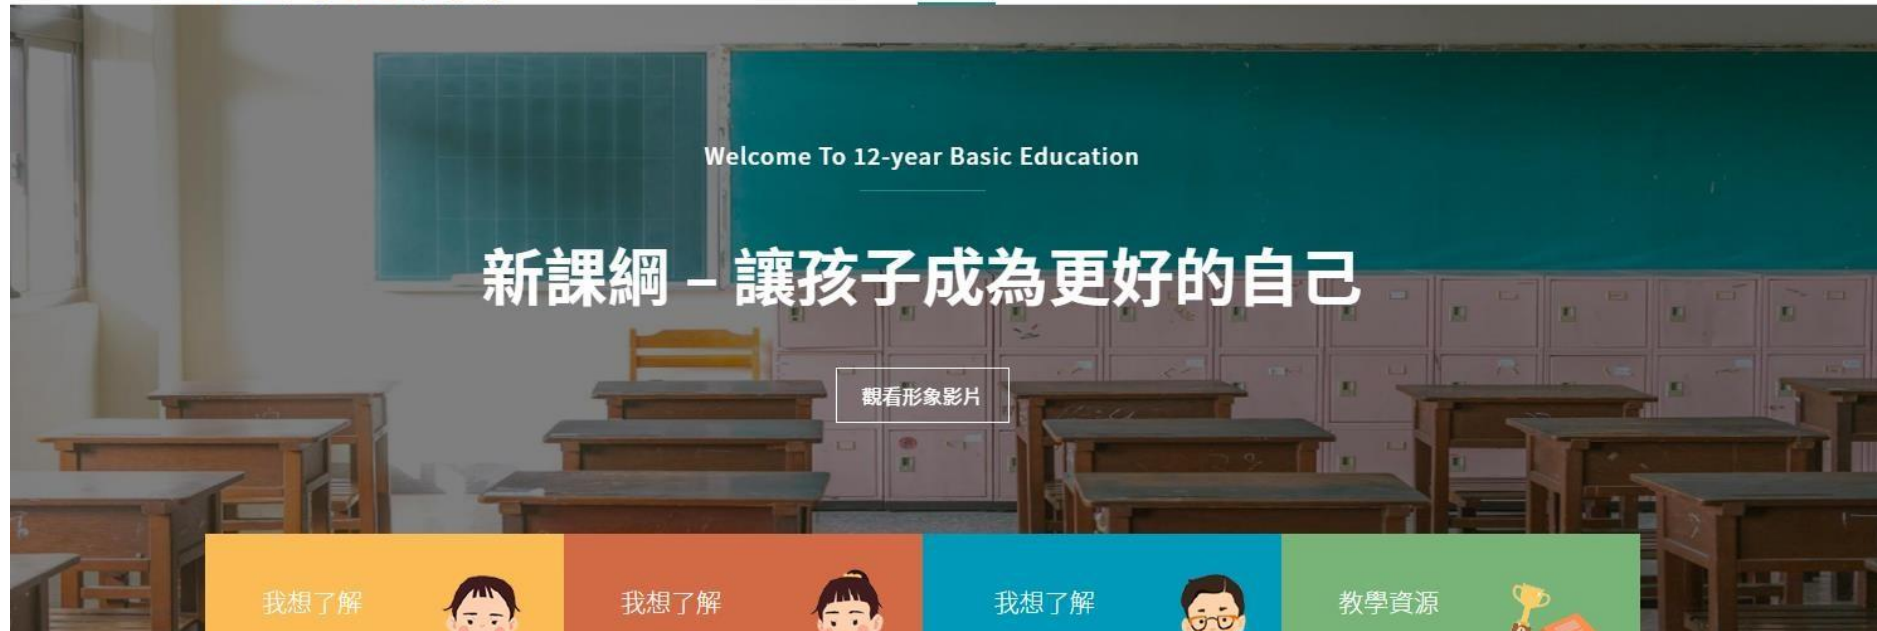 Welcome To 12-year Basic Education
新課綱 – 讓孩子成為更好的自己
觀看形象影片
我想了解
我想了解
我想了解
教學資源